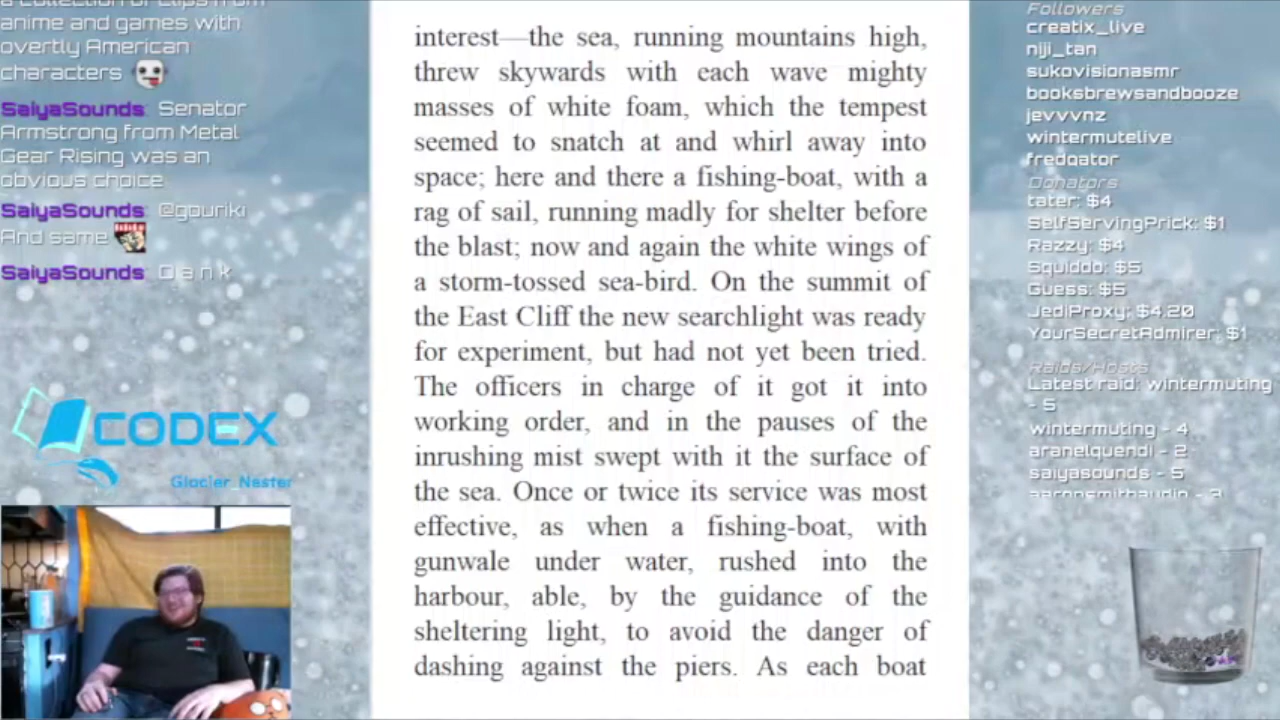 a collection of clips from
anime and games with
overtly American
characters
SaiyaSounds: Senator
Armstrong from Metal
Gear Rising was an
obvious choice
SaiyaSounds: @gouriki
And same
SaiyaSounds: D a n k
CODEX
Glacier_Nester
interest—the sea, running mountains high,
threw skywards with each wave mighty
masses of white foam, which the tempest
seemed to snatch at and whirl away into
space; here and there a fishing-boat, with a
rag of sail, running madly for shelter before
the blast; now and again the white wings of
a storm-tossed sea-bird. On the summit of
the East Cliff the new searchlight was ready
for experiment, but had not yet been tried.
The officers in charge of it got it into
working order, and in the pauses of the
inrushing mist swept with it the surface of
the sea. Once or twice its service was most
effective, as when a fishing-boat, with
gunwale under water, rushed into the
harbour, able, by the guidance of the
sheltering light, to avoid the danger of
dashing against the piers. As each boat
Followers
creatix_live
niji_tan
sukovisionasmr
booksbrewsandbooze
jevvvnz
wintermutelive
fredgator
Donators
tater: $4
SelfServingPrick: $1
Razzy: $4
Squiddo: $5
Guess: $5
JediProxy: $4.20
YourSecretAdmirer: $1
Raids/Hosts
Latest raid: wintermuting
- 5
wintermuting - 4
aranelquendi - 2
saiyasounds - 5